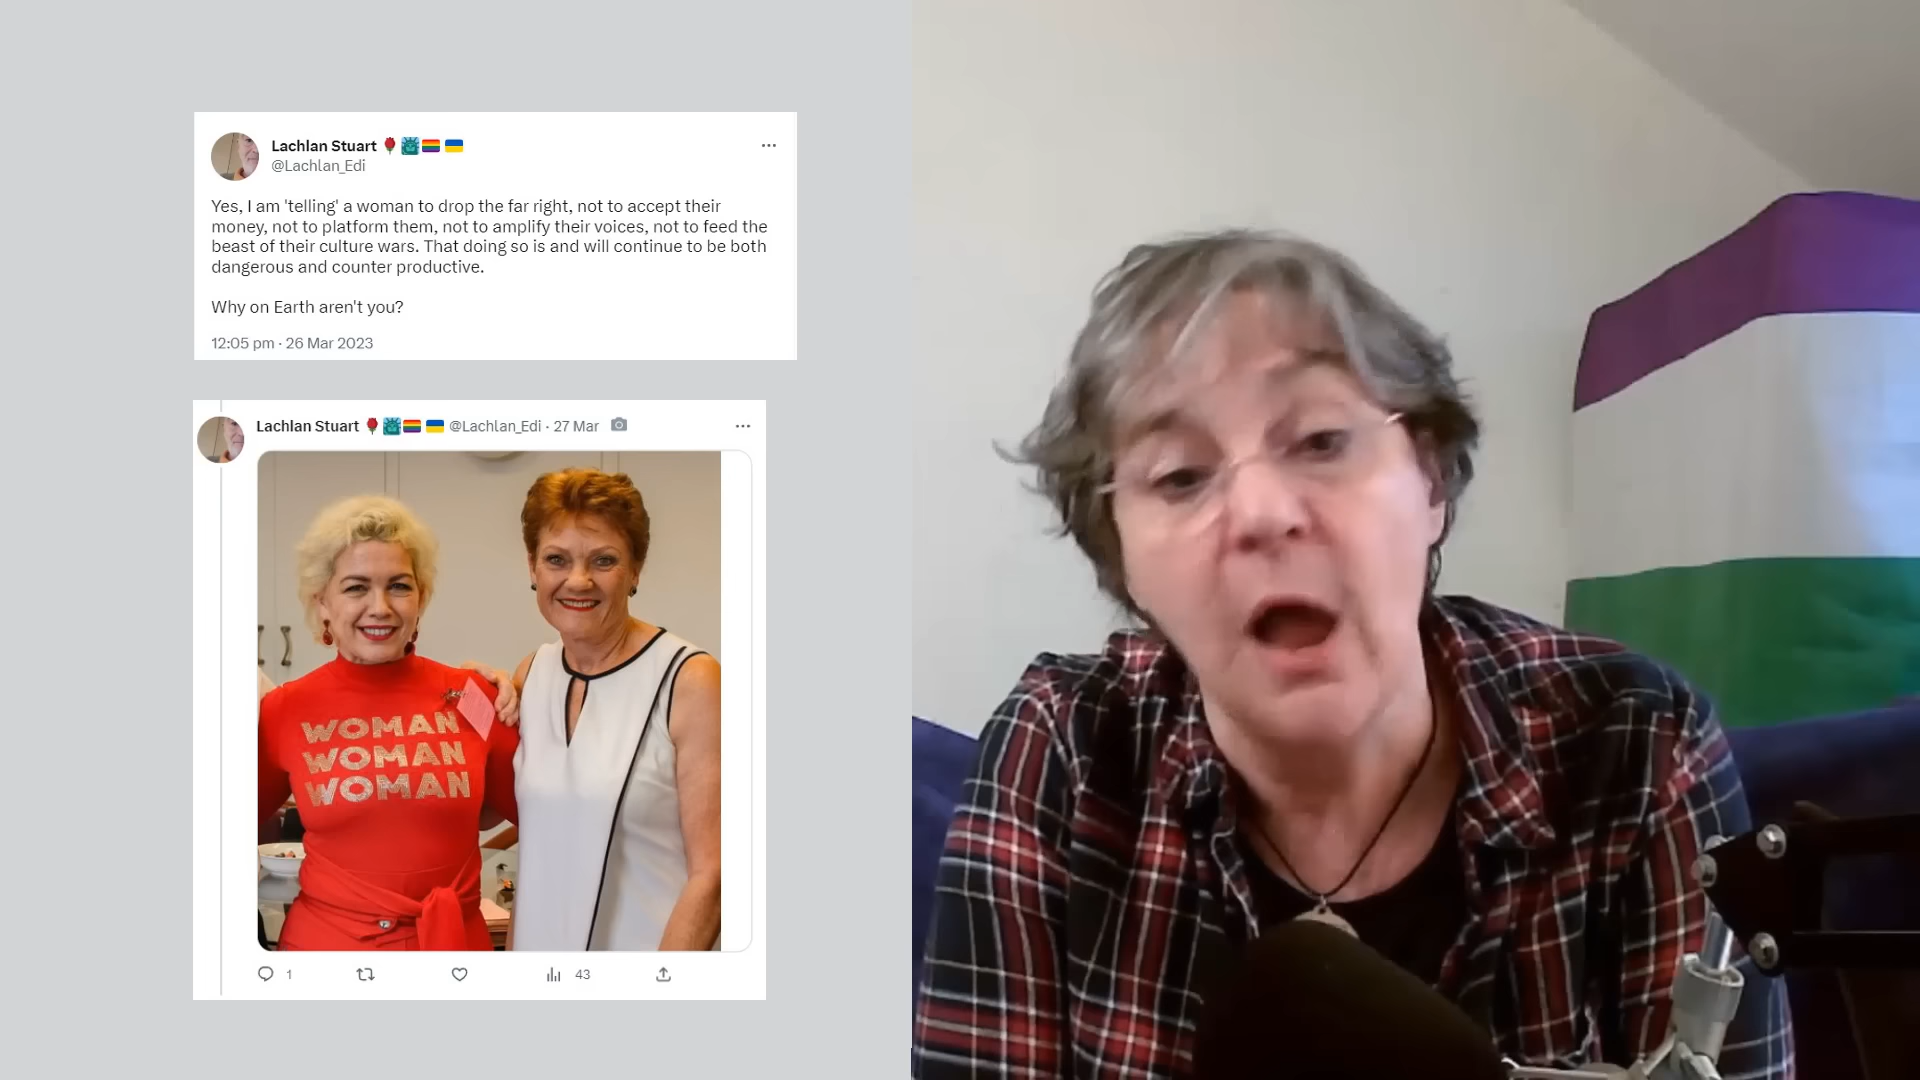 Lachlan Stuart 🌹🗽🏳️‍🌈🇺🇦
@Lachlan_Edi
Yes, I am 'telling' a woman to drop the far right, not to accept their
money, not to platform them, not to amplify their voices, not to feed the
beast of their culture wars. That doing so is and will continue to be both
dangerous and counter productive.
Why on Earth aren't you?
12:05 pm · 26 Mar 2023
Lachlan Stuart 🌹🗽🏳️‍🌈🇺🇦 @Lachlan_Edi · 27 Mar
WOMAN
WOMAN
WOMAN
1
43